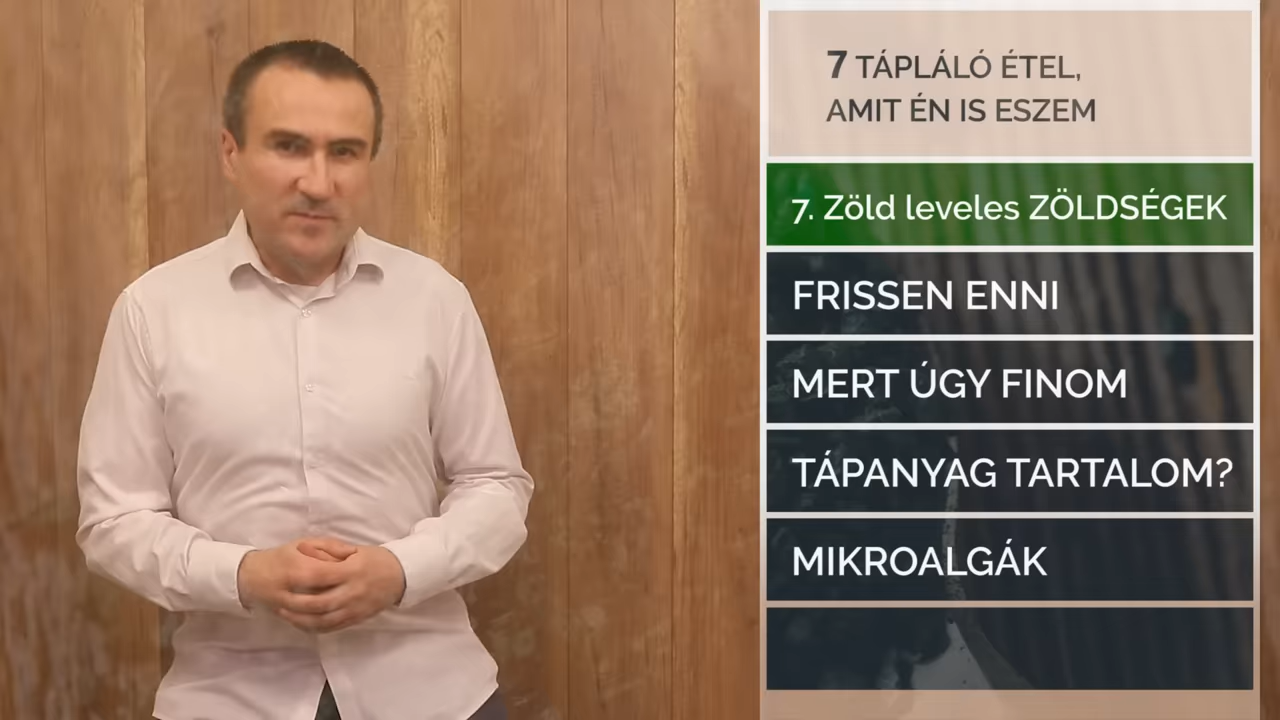 7 TÁPLÁLÓ ÉTEL,
AMIT ÉN IS ESZEM
7. Zöld leveles ZÖLDSÉGEK
FRISSEN ENNI
MERT ÚGY FINOM
TÁPANYAG TARTALOM?
MIKROALGÁK